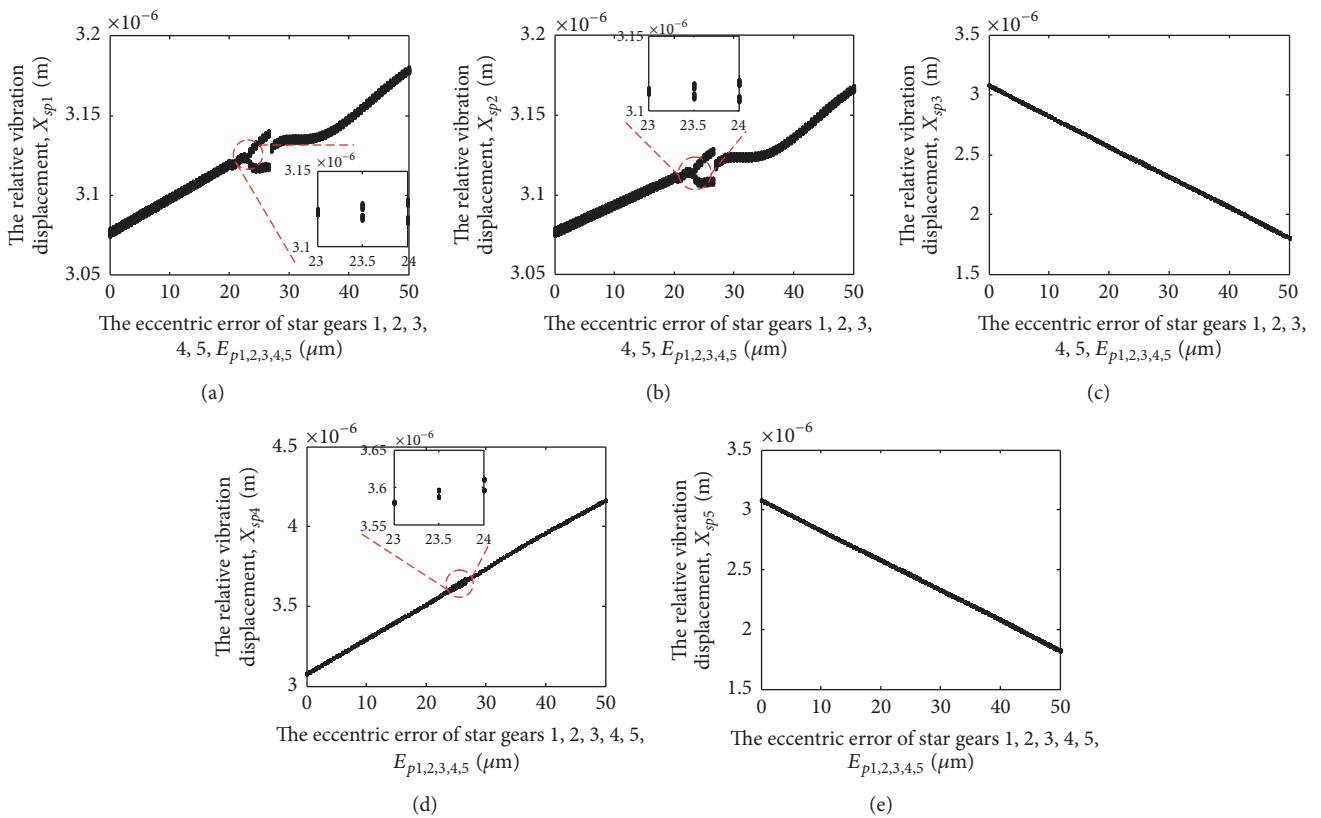 ×10−6
3.2
3.15
3.1
3.05
The relative vibration
displacement, Xsp1 (m)
×10−6
3.15
3.1
23 23.5 24
0 10 20 30 40 50
The eccentric error of star gears 1, 2, 3,
4, 5, Ep1,2,3,4,5 (μm)
(a)
×10−6
3.2
3.15
3.1
3.05
The relative vibration
displacement, Xsp2 (m)
×10−6
3.15
3.1
23 23.5 24
0 10 20 30 40 50
The eccentric error of star gears 1, 2, 3,
4, 5, Ep1,2,3,4,5 (μm)
(b)
×10−6
3.5
3
2.5
2
1.5
The relative vibration
displacement, Xsp3 (m)
0 10 20 30 40 50
The eccentric error of star gears 1, 2, 3,
4, 5, Ep1,2,3,4,5 (μm)
(c)
×10−6
4.5
4
3.5
3
The relative vibration
displacement, Xsp4 (m)
×10−6
3.65
3.6
3.55
23 23.5 24
0 10 20 30 40 50
The eccentric error of star gears 1, 2, 3, 4, 5,
Ep1,2,3,4,5 (μm)
(d)
×10−6
3.5
3
2.5
2
1.5
The relative vibration
displacement, Xsp5 (m)
0 10 20 30 40 50
The eccentric error of star gears 1, 2, 3, 4, 5,
Ep1,2,3,4,5 (μm)
(e)